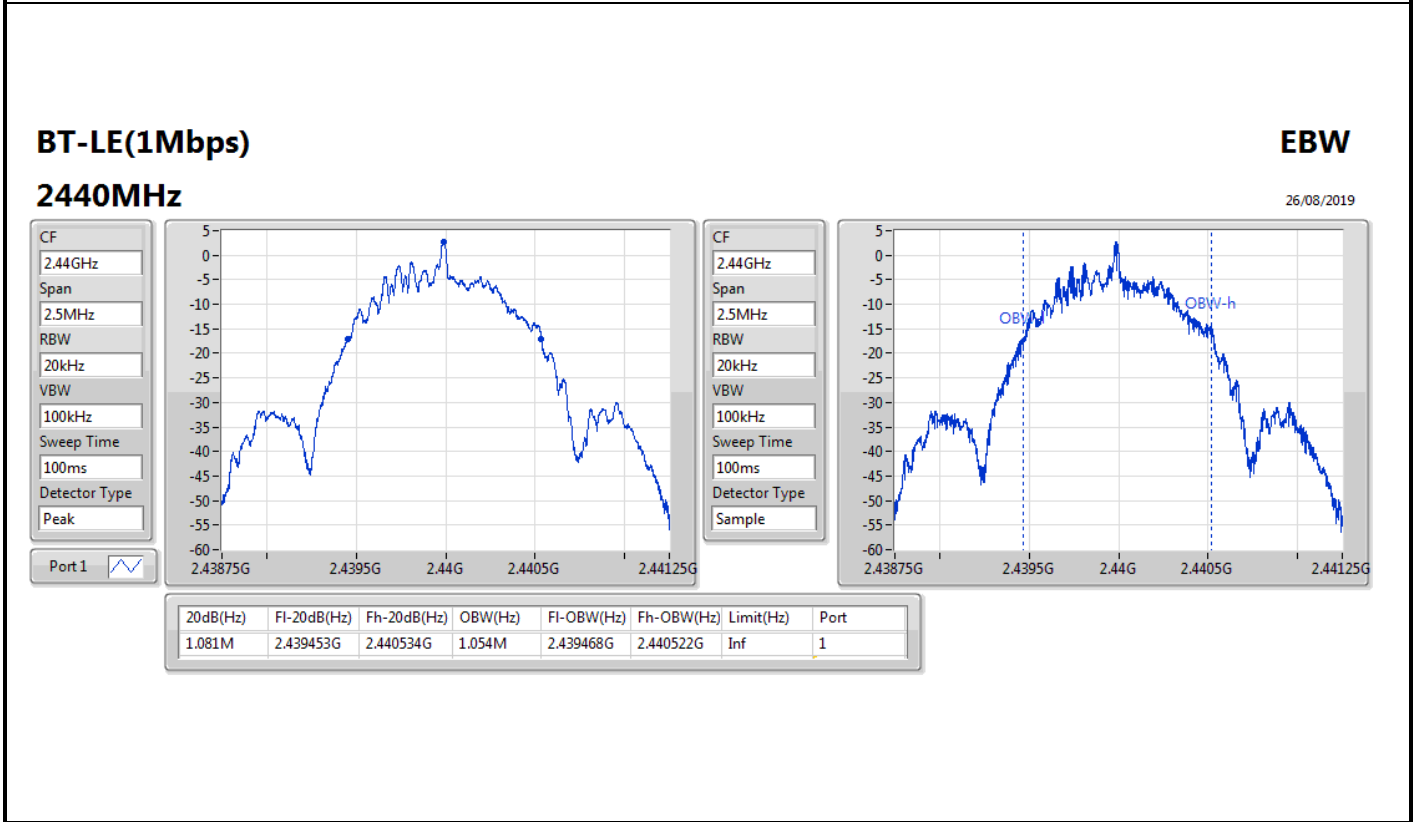 BT-LE(1Mbps)
EBW
2440MHz
26/08/2019
CF
2.44GHz
Span
2.5MHz
RBW
20kHz
VBW
100kHz
Sweep Time
100ms
Detector Type
Peak
Port 1
5
0
-5
-10
-15
-20
-25
-30
-35
-40
-45
-50
-55
-60
2.43875G 2.4395G 2.44G 2.4405G 2.44125G
CF
2.44GHz
Span
2.5MHz
RBW
20kHz
VBW
100kHz
Sweep Time
100ms
Detector Type
Sample
5
0
-5
-10
-15
-20
-25
-30
-35
-40
-45
-50
-55
-60
OBW
OBW-h
2.43875G 2.4395G 2.44G 2.4405G 2.44125G
20dB(Hz) Fl-20dB(Hz) Fh-20dB(Hz) OBW(Hz) Fl-OBW(Hz) Fh-OBW(Hz) Limit(Hz) Port
1.081M 2.439453G 2.440534G 1.054M 2.439468G 2.440522G Inf 1